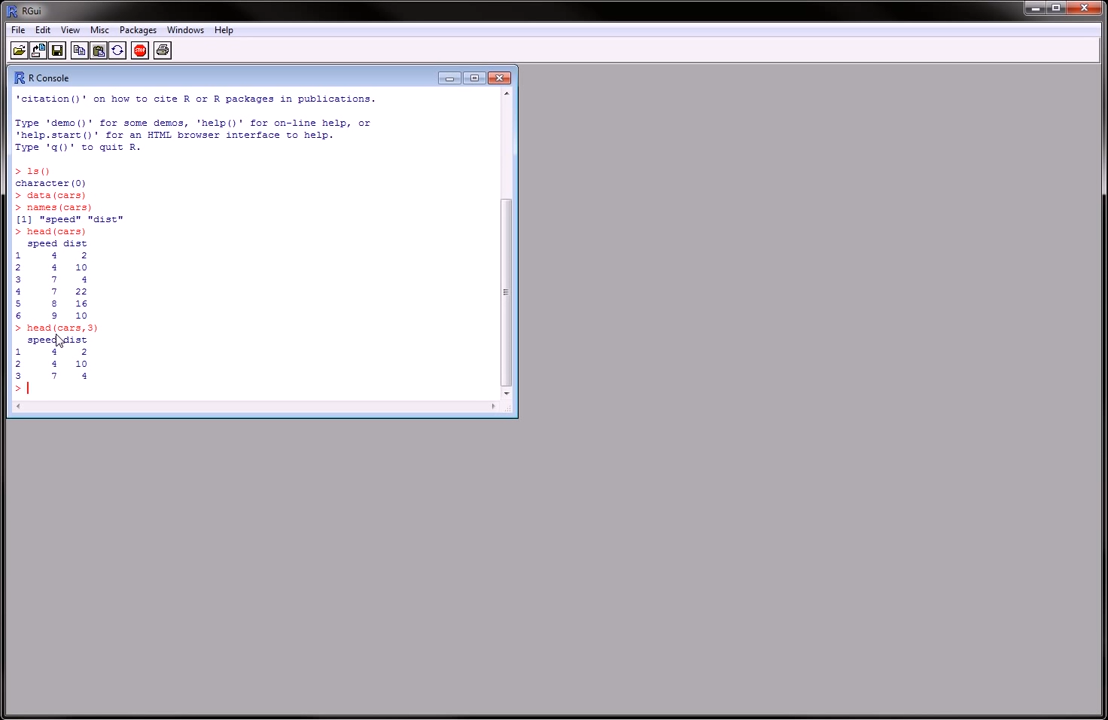 RGui
File Edit View Misc Packages Windows Help
STOP
R Console
'citation()' on how to cite R or R packages in publications.
Type 'demo()' for some demos, 'help()' for on-line help, or
'help.start()' for an HTML browser interface to help.
Type 'q()' to quit R.
> ls()
character(0)
> data(cars)
> names(cars)
[1] "speed" "dist"
> head(cars)
speed dist
1 4 2
2 4 10
3 7 4
4 7 22
5 8 16
6 9 10
> head(cars,3)
speed dist
1 4 2
2 4 10
3 7 4
>